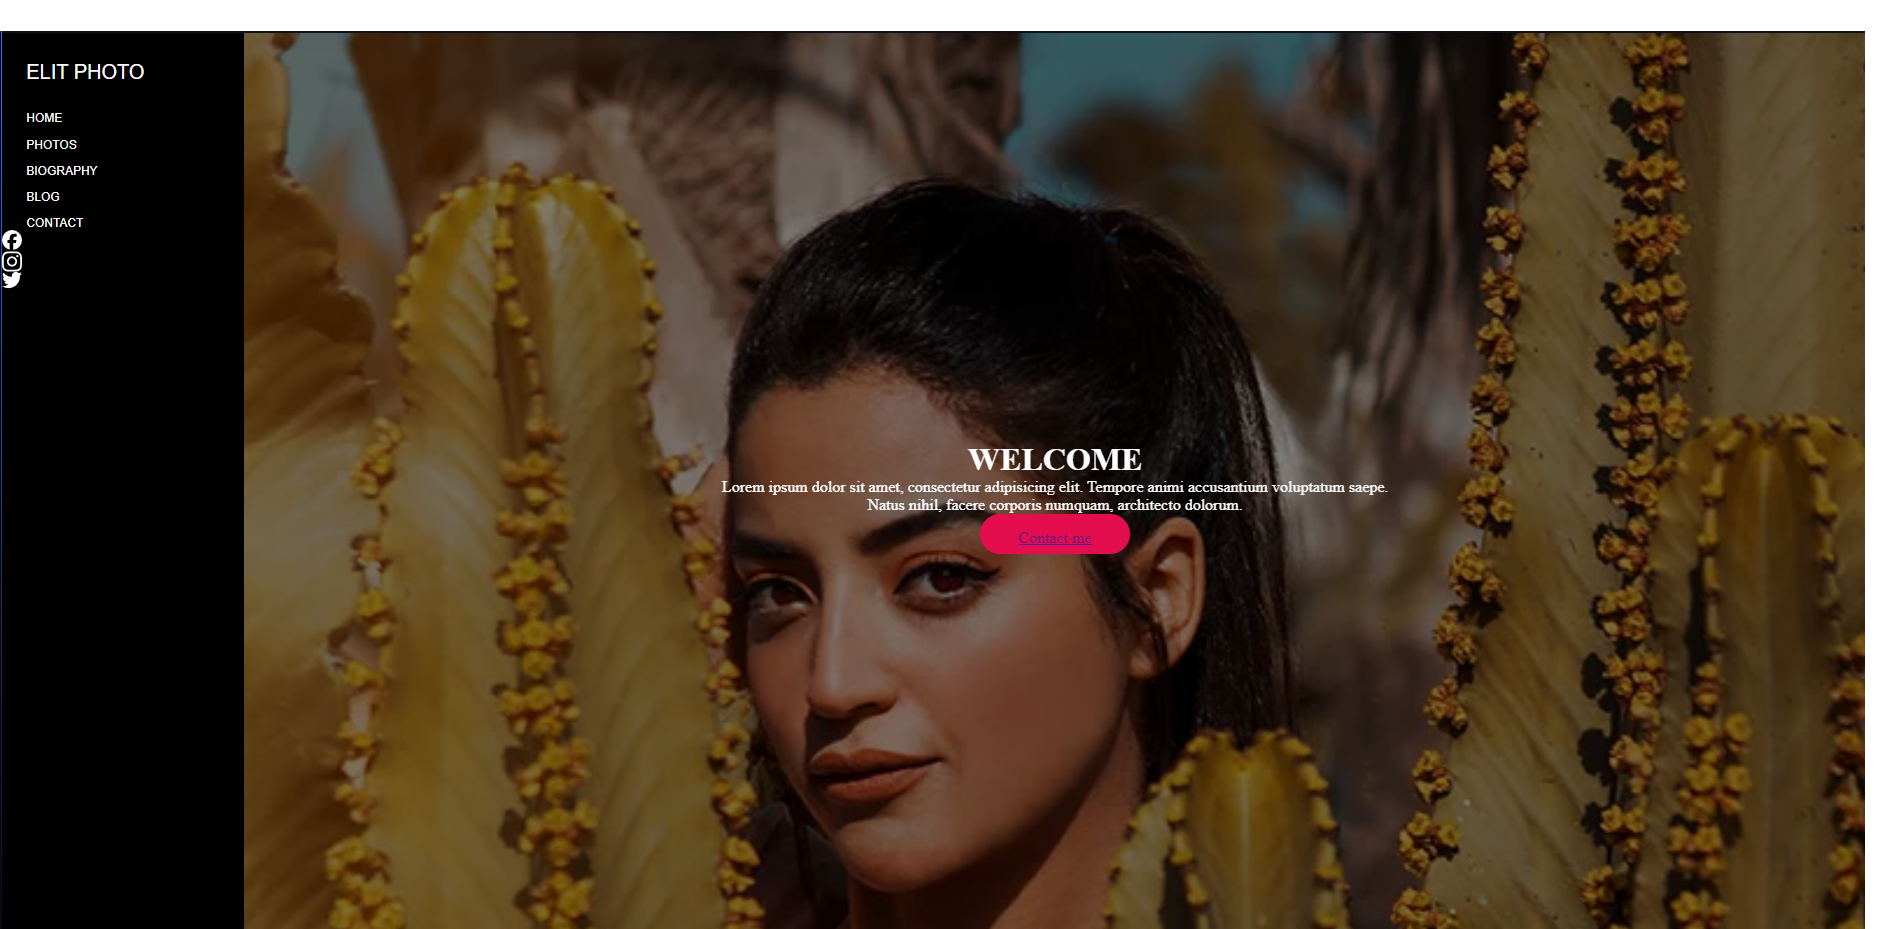 ELIT PHOTO
HOME
PHOTOS
BIOGRAPHY
BLOG
CONTACT
WELCOME
Lorem ipsum dolor sit amet, consectetur adipisicing elit. Tempore animi accusantium voluptatum saepe.
Natus nihil, facere corporis numquam, architecto dolorum.
Contact me